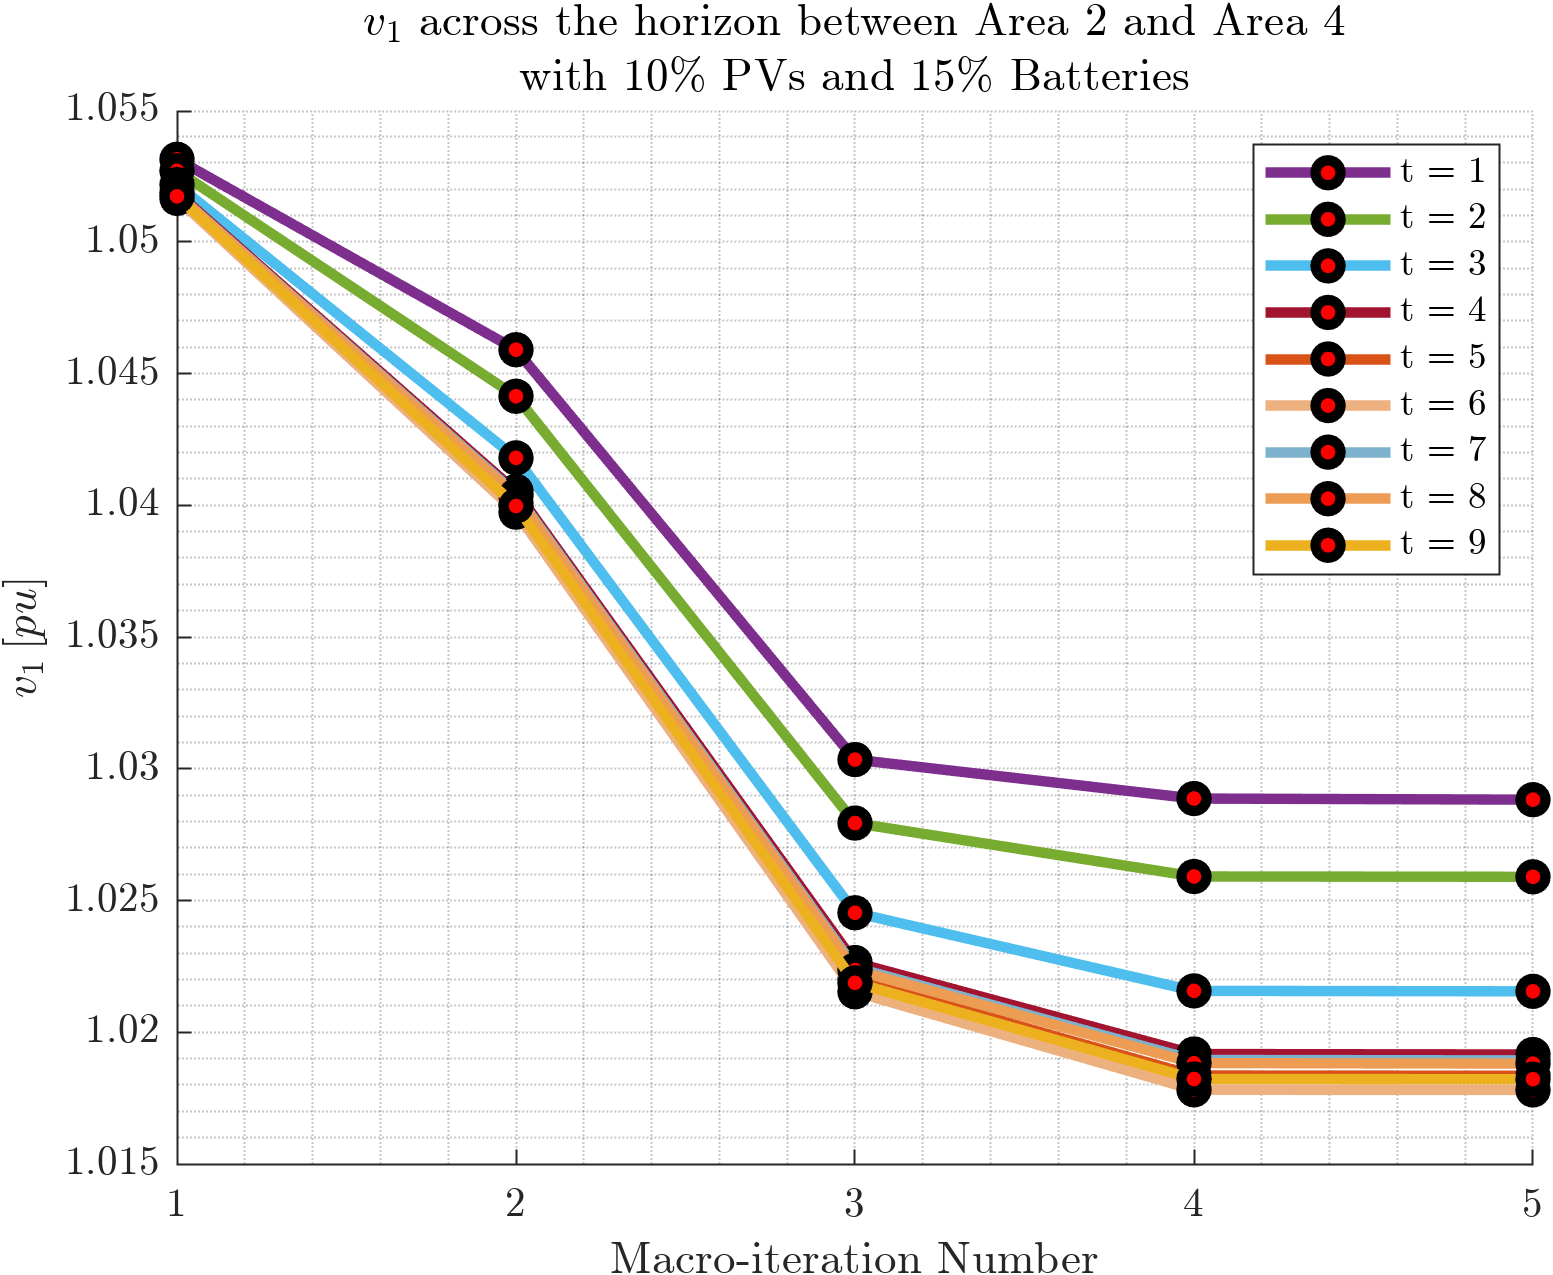 v₁ across the horizon between Area 2 and Area 4
with 10% PVs and 15% Batteries
1.055
1.05
1.045
1.04
1.035
1.03
1.025
1.02
1.015
v₁ [pu]
t = 1
t = 2
t = 3
t = 4
t = 5
t = 6
t = 7
t = 8
t = 9
1 2 3 4 5
Macro-iteration Number